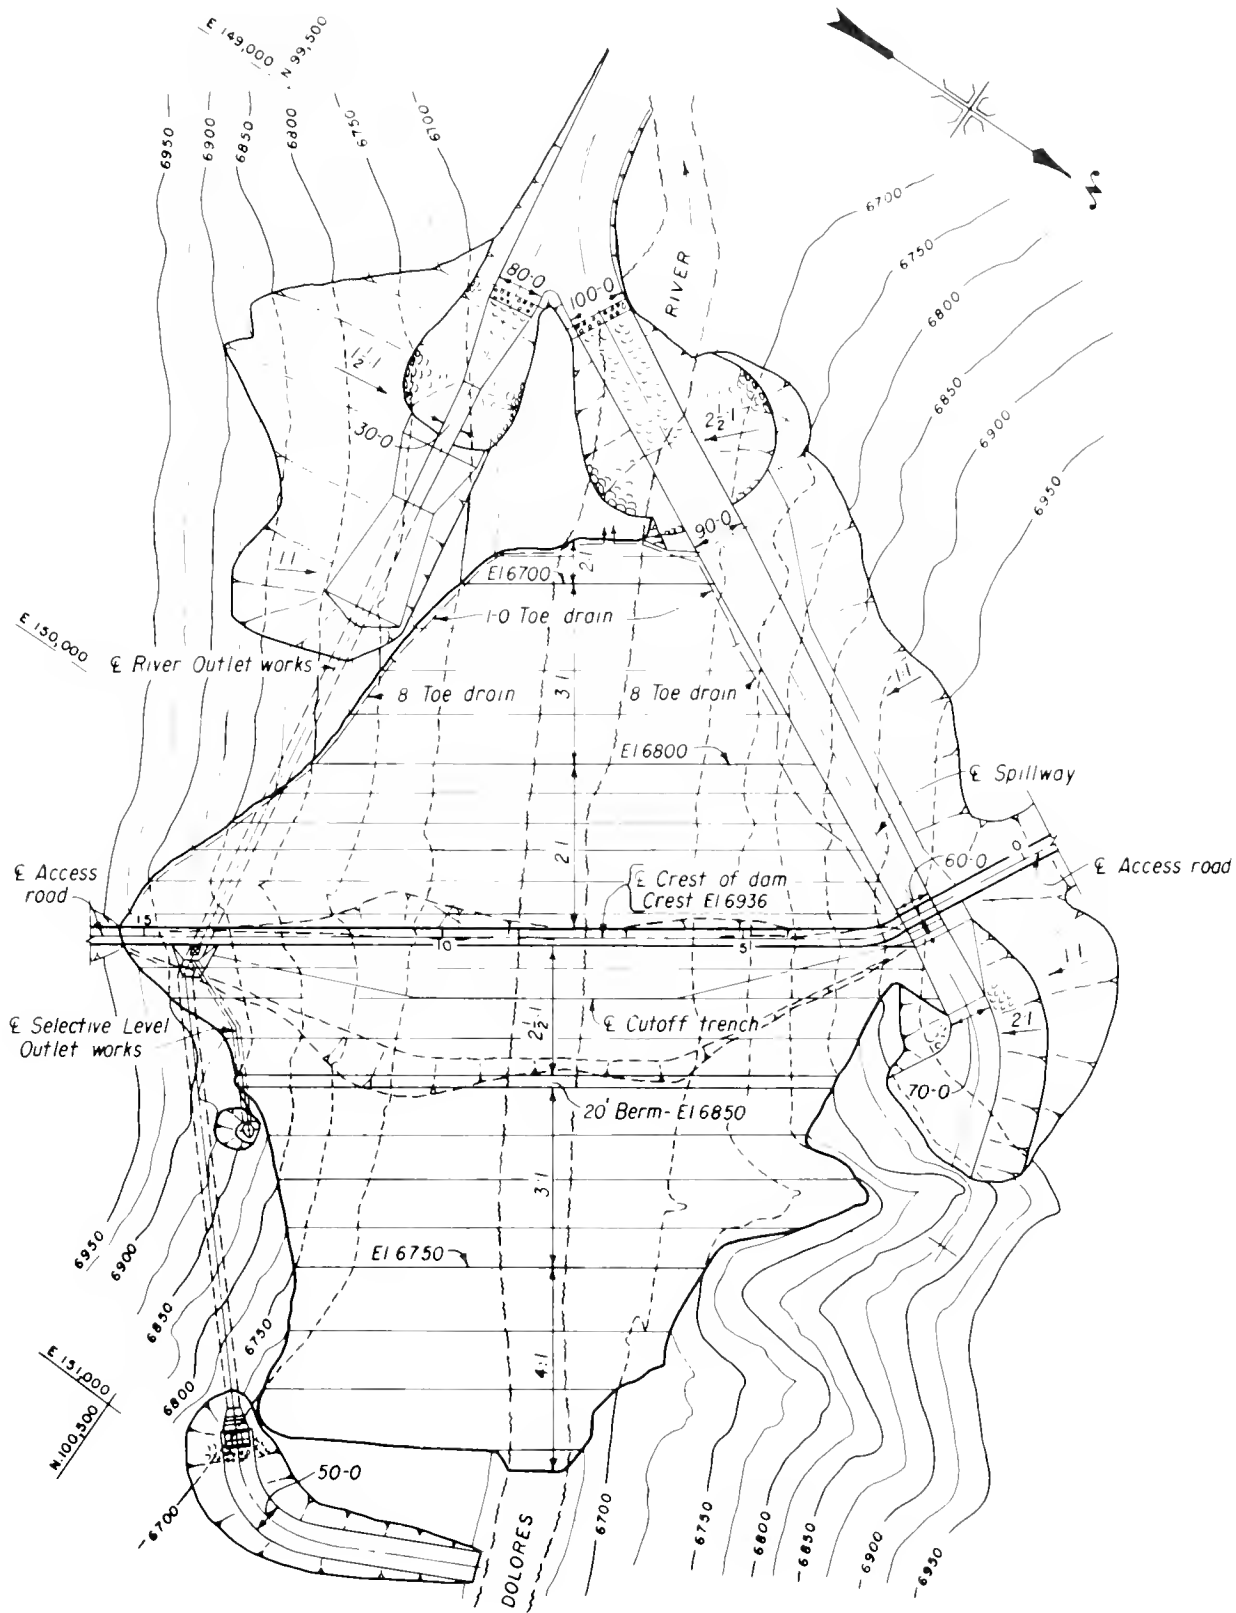 E 149,000
N 99,500
6950
6900
6850
6800
6750
6700
N
6700
6750
6800
6850
6900
6950
RIVER
80-0
100-0
1½:1
30-0
2½:1
90-0
1:1
2:1
El 6700
1-0 Toe drain
E 150,000
℄ River Outlet works
8 Toe drain
3:1
8 Toe drain
1:1
El 6800
℄ Spillway
2:1
60-0
0
℄ Access road
℄ Access
road
℄ Crest of dam
Crest El 6936
15
10
5
1:1
2:1
℄ Selective Level
Outlet works
2½:1
℄ Cutoff trench
70-0
20' Berm-El 6850
3:1
6950
6900
6850
6800
6750
El 6750
4:1
E 151,000
N.100,500
50-0
6700
DOLORES
6700
6750
6800
6850
6900
6950